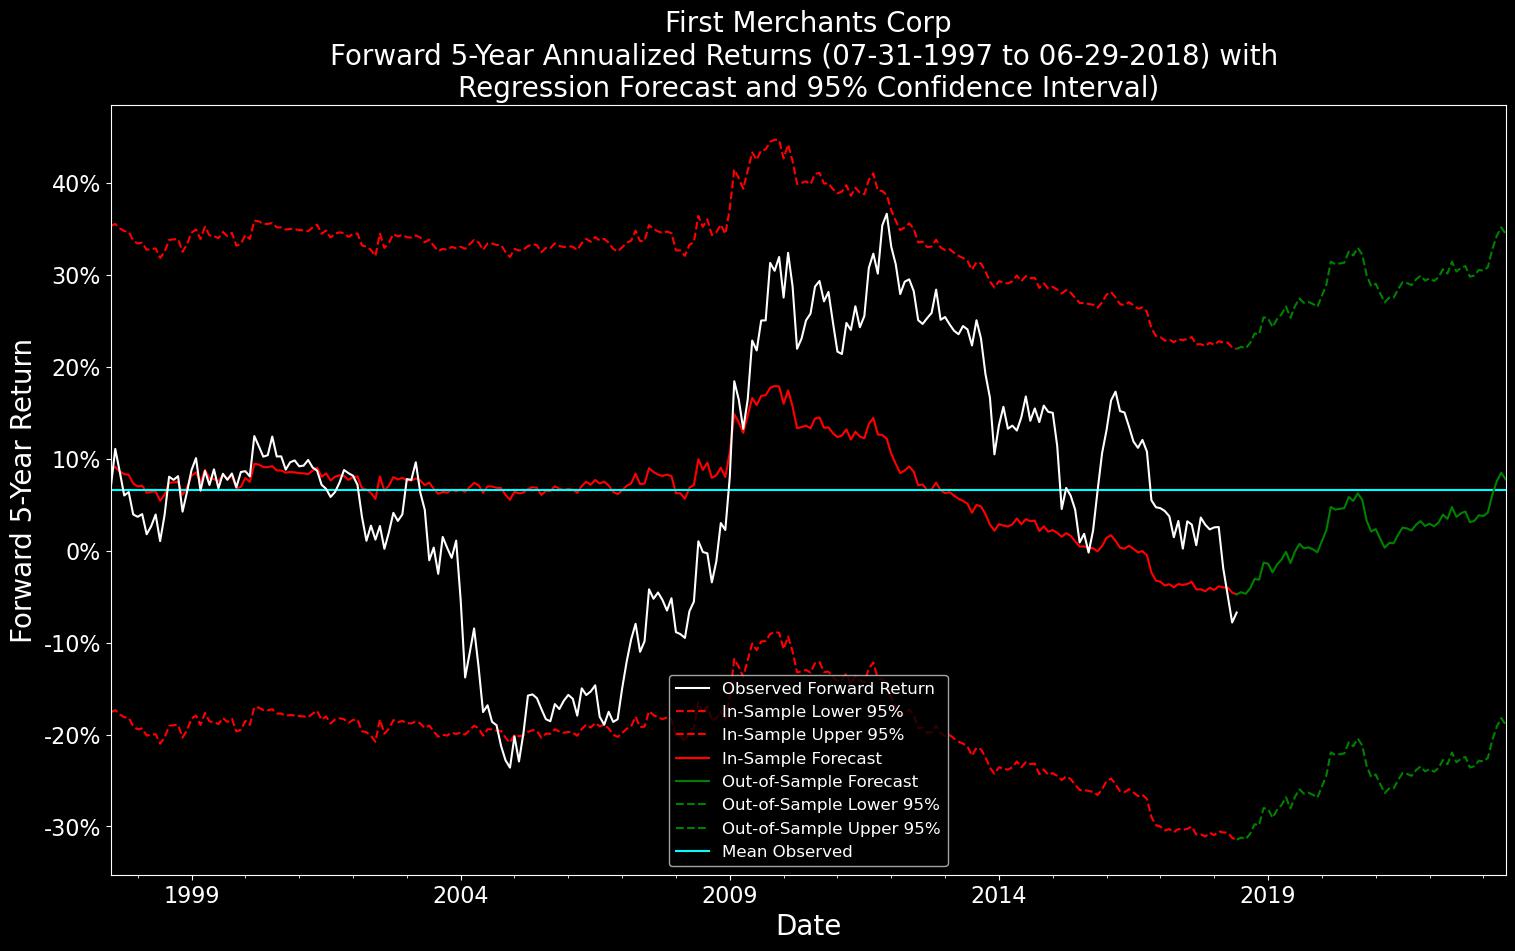 First Merchants Corp
Forward 5-Year Annualized Returns (07-31-1997 to 06-29-2018) with
Regression Forecast and 95% Confidence Interval)
Forward 5-Year Return
40%
30%
20%
10%
0%
-10%
-20%
-30%
Observed Forward Return
In-Sample Lower 95%
In-Sample Upper 95%
In-Sample Forecast
Out-of-Sample Forecast
Out-of-Sample Lower 95%
Out-of-Sample Upper 95%
Mean Observed
1999 2004 2009 2014 2019
Date